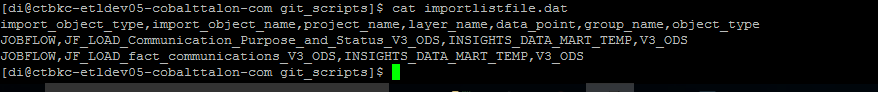 [di@ctbkc-etldev05-cobalttalon-com git_scripts]$ cat importlistfile.dat
import_object_type,import_object_name,project_name,layer_name,data_point,group_name,object_type
JOBFLOW,JF_LOAD_Communication_Purpose_and_Status_V3_ODS,INSIGHTS_DATA_MART_TEMP,V3_ODS
JOBFLOW,JF_LOAD_fact_communications_V3_ODS,INSIGHTS_DATA_MART_TEMP,V3_ODS
[di@ctbkc-etldev05-cobalttalon-com git_scripts]$